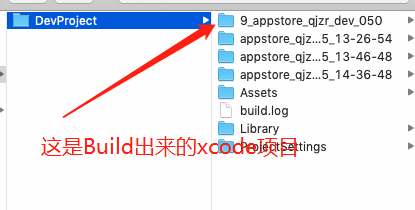 DevProject
9_appstore_qjzr_dev_050
appstore_qjz...5_13-26-54
appstore_qjz...5_13-46-48
appstore_qjz...5_14-36-48
Assets
build.log
Library
ProjectSettings
这是Build出来的xcode项目